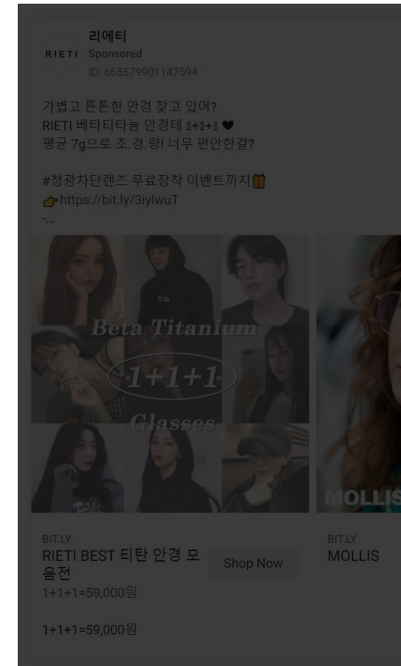 리에티
RIETI
Sponsored
ID: 665579901147594
가볍고 튼튼한 안경 찾고 있어?
RIETI 베타티타늄 안경테 1+1+1 🖤
평균 7g으로 초.경.량! 너무 편안한걸?
#청광차단렌즈 무료장착 이벤트까지🎁
👉https://bit.ly/3iylwuT
-...
Beta Titanium
1+1+1
Glasses
MOLLIS
BIT.LY
RIETI BEST 티탄 안경 모
음전
1+1+1=59,000원
Shop Now
1+1+1=59,000원
BIT.LY
MOLLIS